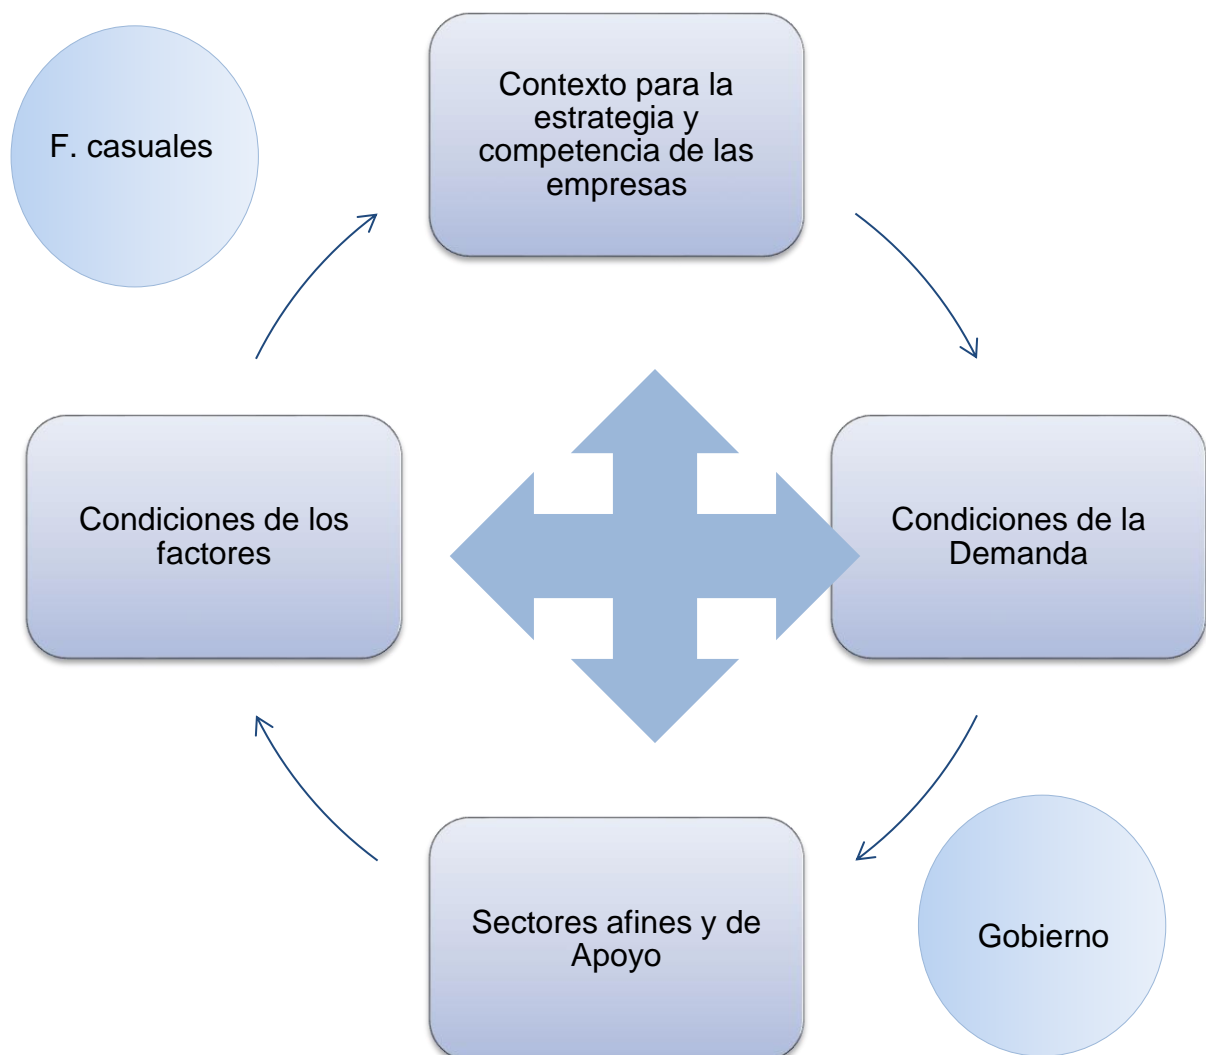 Contexto para la
estrategia y
competencia de las
empresas
F. casuales
Condiciones de los
factores
Condiciones de la
Demanda
Sectores afines y de
Apoyo
Gobierno